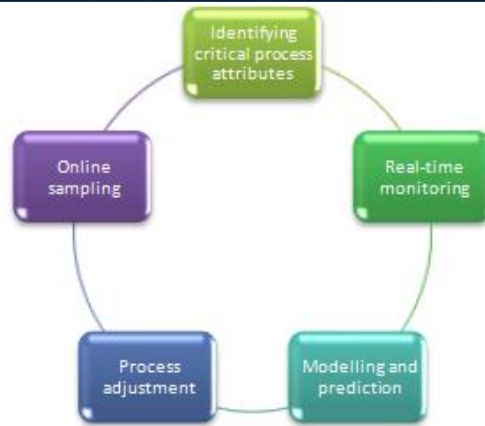 Identifying
critical process
attributes
Real-time
monitoring
Modelling and
prediction
Process
adjustment
Online
sampling